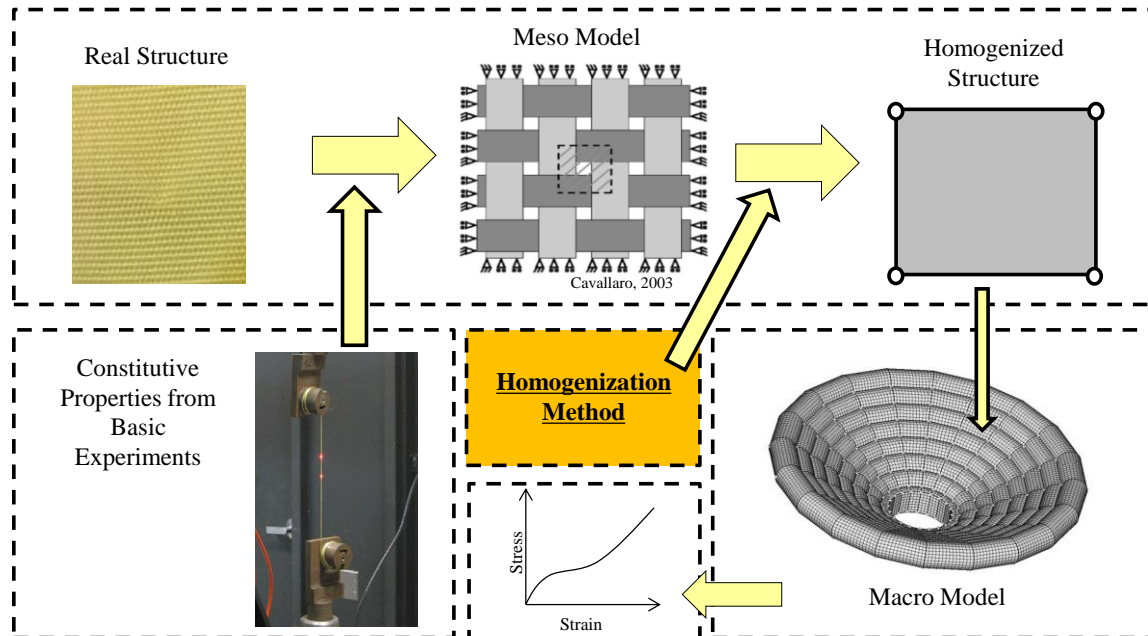 Real Structure
Meso Model
Homogenized
Structure
Cavallaro, 2003
Constitutive
Properties from
Basic
Experiments
Homogenization
Method
Stress
Strain
Macro Model